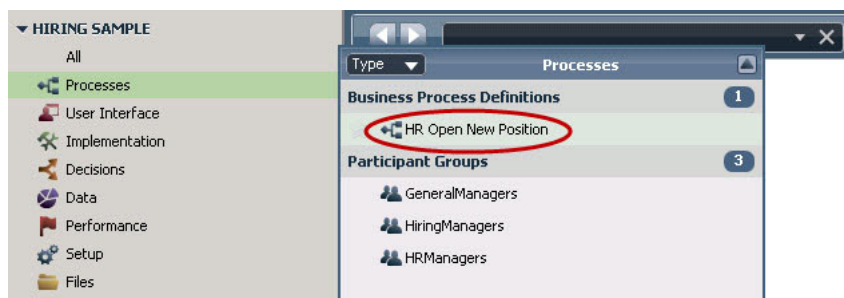 HIRING SAMPLE
All
Processes
User Interface
Implementation
Decisions
Data
Performance
Setup
Files
Type Processes
Business Process Definitions 1
HR Open New Position
Participant Groups 3
GeneralManagers
HiringManagers
HRManagers